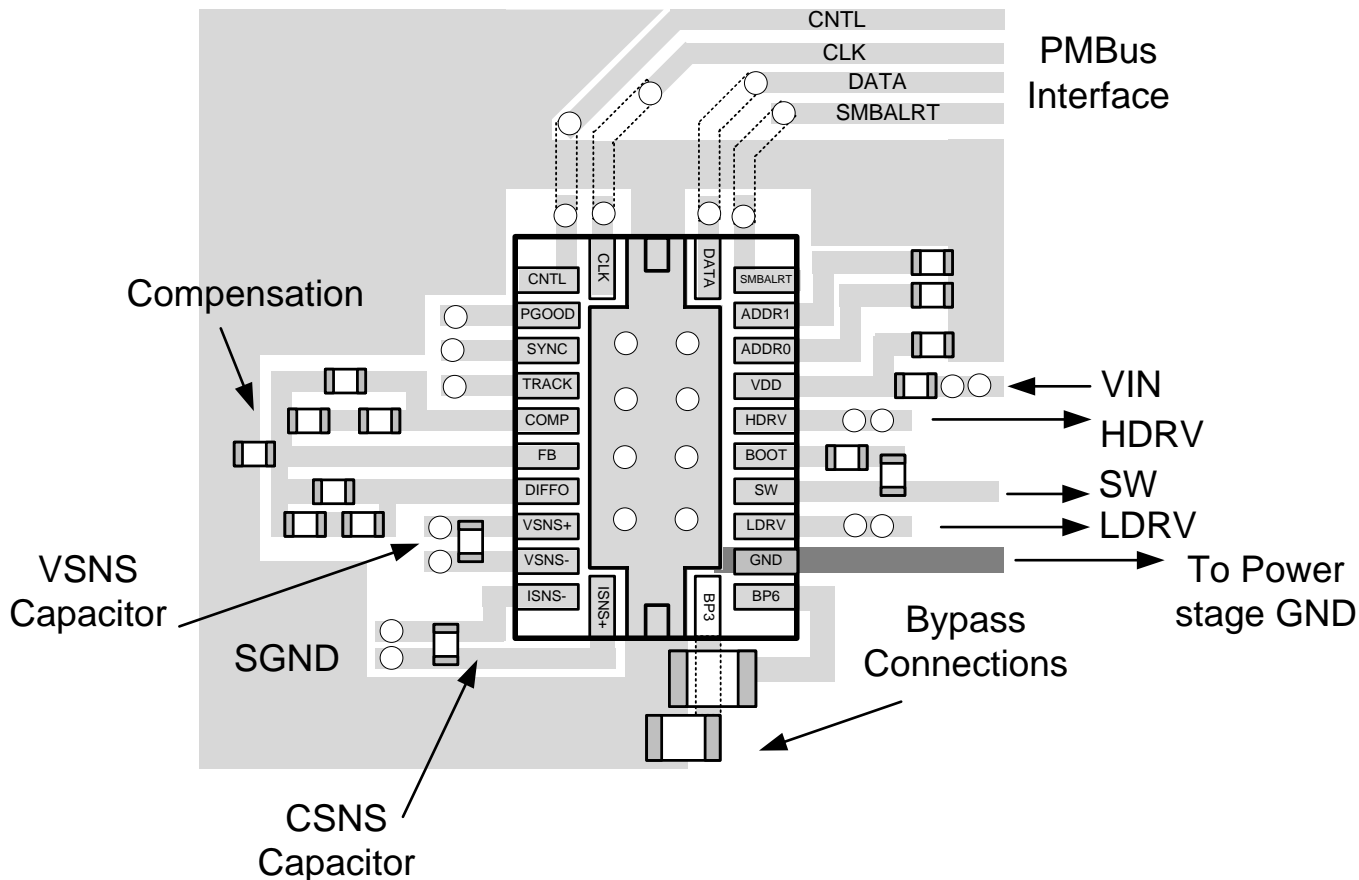 CNTL
CLK
DATA
SMBALRT
PMBus
Interface
CLK
DATA
CNTL
SMBALRT
PGOOD
ADDR1
SYNC
ADDR0
TRACK
VDD
COMP
HDRV
FB
BOOT
DIFFO
SW
VSNS+
LDRV
VSNS-
GND
ISNS-
BP6
ISNS+
BP3
Compensation
VIN
HDRV
SW
LDRV
VSNS
Capacitor
To Power
stage GND
SGND
Bypass
Connections
CSNS
Capacitor